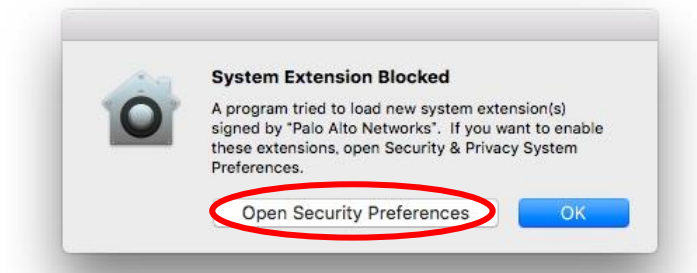 System Extension Blocked
A program tried to load new system extension(s)
signed by "Palo Alto Networks".  If you want to enable
these extensions, open Security & Privacy System
Preferences.
Open Security Preferences
OK